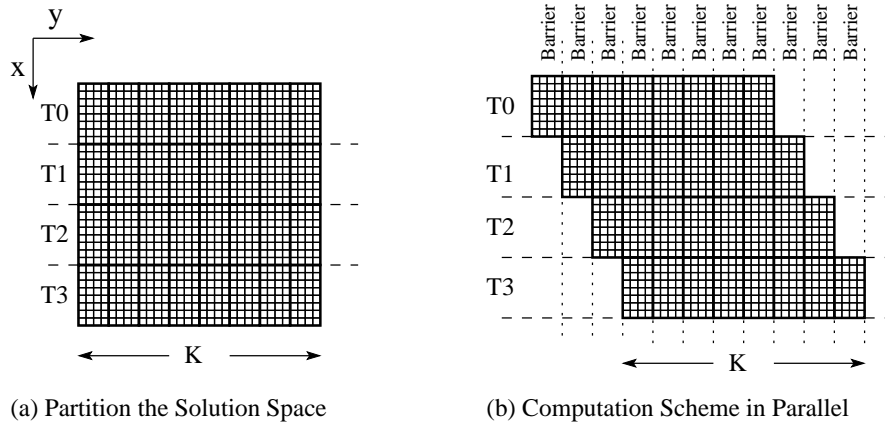 y
x
T0
T1
T2
T3
K
(a) Partition the Solution Space
Barrier
Barrier
Barrier
Barrier
Barrier
Barrier
Barrier
Barrier
Barrier
Barrier
Barrier
T0
T1
T2
T3
K
(b) Computation Scheme in Parallel